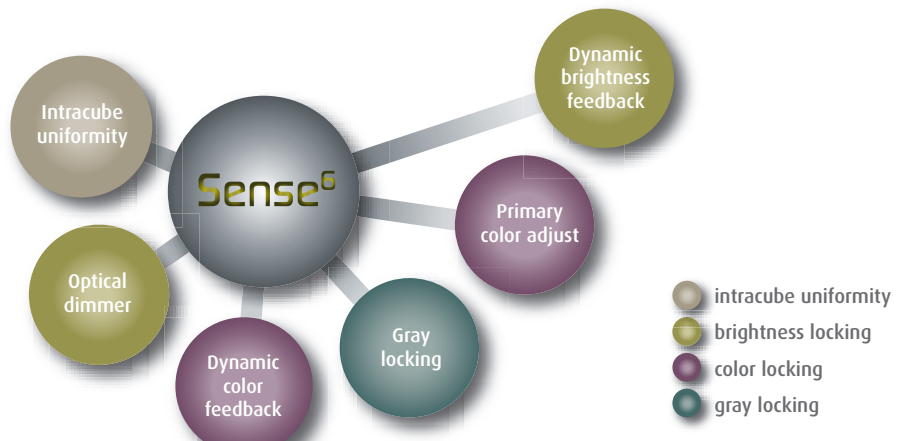 Dynamic
brightness
feedback
Intracube
uniformity
Sense⁶
Primary
color adjust
Optical
dimmer
Gray
locking
Dynamic
color
feedback
intracube uniformity
brightness locking
color locking
gray locking